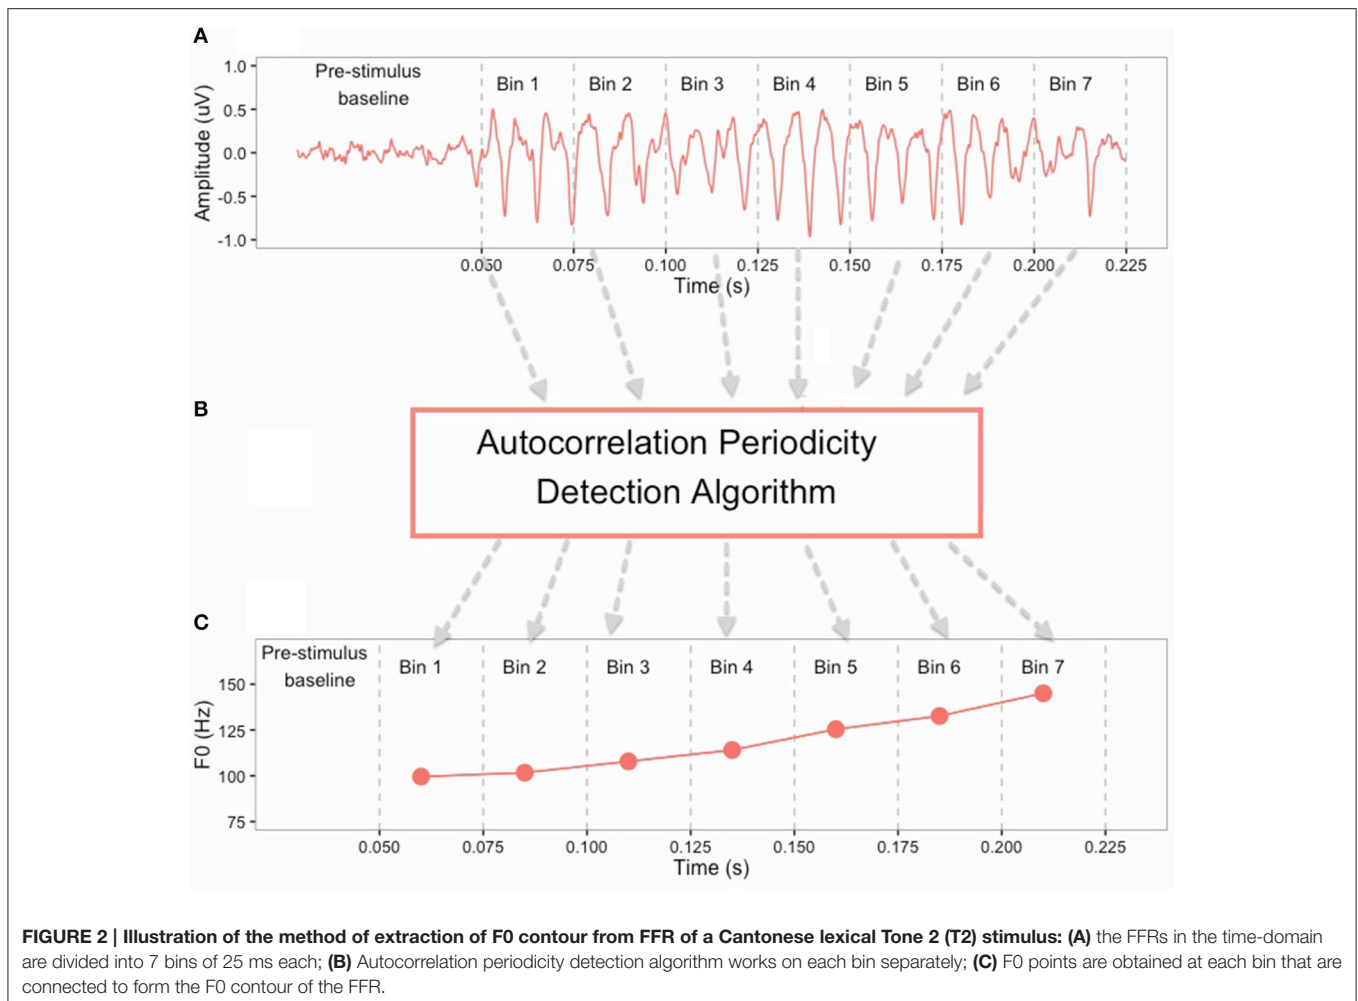 A
Pre-stimulus
baseline
Bin 1 Bin 2 Bin 3 Bin 4 Bin 5 Bin 6 Bin 7
1.0
0.5
0.0
-0.5
-1.0
Amplitude (uV)
0.050 0.075 0.100 0.125 0.150 0.175 0.200 0.225
Time (s)
B
Autocorrelation Periodicity
Detection Algorithm
C
Pre-stimulus
baseline
Bin 1 Bin 2 Bin 3 Bin 4 Bin 5 Bin 6 Bin 7
150
125
100
75
F0 (Hz)
0.050 0.075 0.100 0.125 0.150 0.175 0.200 0.225
Time (s)
FIGURE 2 | Illustration of the method of extraction of F0 contour from FFR of a Cantonese lexical Tone 2 (T2) stimulus: (A) the FFRs in the time-domain
are divided into 7 bins of 25 ms each; (B) Autocorrelation periodicity detection algorithm works on each bin separately; (C) F0 points are obtained at each bin that are
connected to form the F0 contour of the FFR.